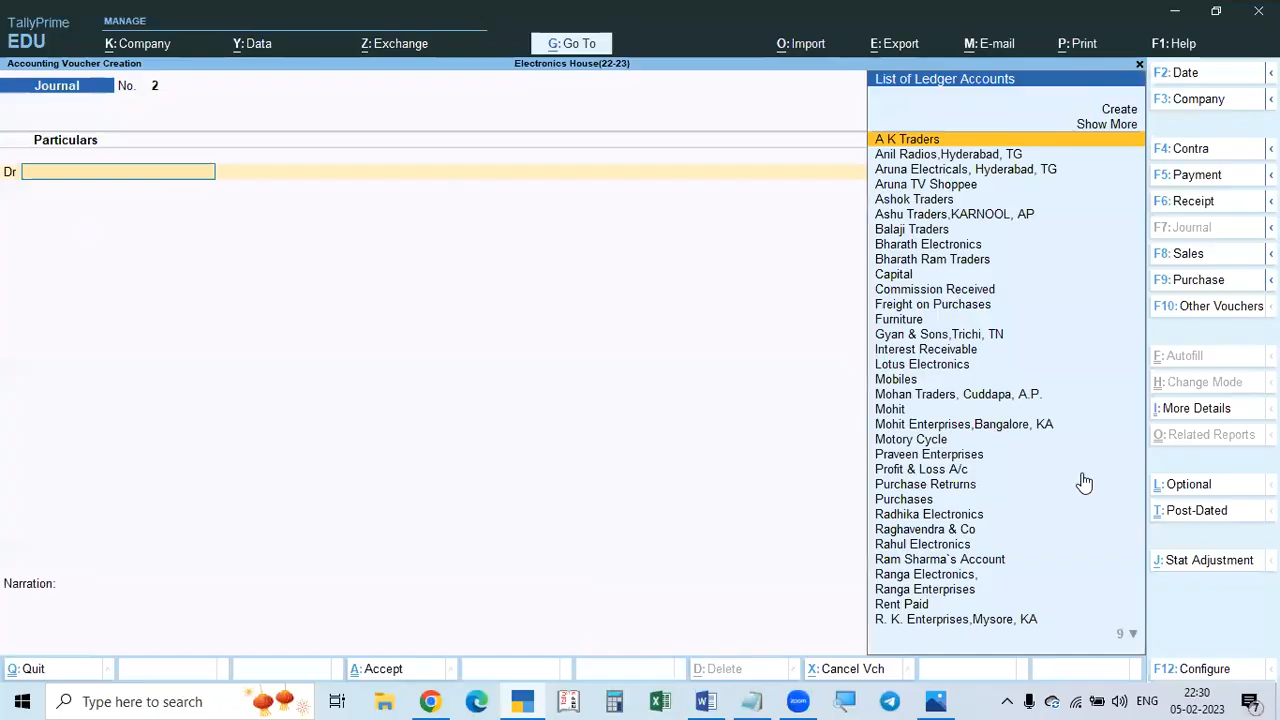 TallyPrime
EDU
MANAGE
K: Company
Y: Data
Z: Exchange
G: Go To
O: Import
E: Export
M: E-mail
P: Print
F1: Help
Accounting Voucher Creation
Electronics House(22-23)
Journal
No. 2
Particulars
Dr
Narration:
List of Ledger Accounts
Create
Show More
A K Traders
Anil Radios,Hyderabad, TG
Aruna Electricals, Hyderabad, TG
Aruna TV Shoppee
Ashok Traders
Ashu Traders,KARNOOL, AP
Balaji Traders
Bharath Electronics
Bharath Ram Traders
Capital
Commission Received
Freight on Purchases
Furniture
Gyan & Sons,Trichi, TN
Interest Receivable
Lotus Electronics
Mobiles
Mohan Traders, Cuddapa, A.P.
Mohit
Mohit Enterprises,Bangalore, KA
Motory Cycle
Praveen Enterprises
Profit & Loss A/c
Purchase Retrurns
Purchases
Radhika Electronics
Raghavendra & Co
Rahul Electronics
Ram Sharma`s Account
Ranga Electronics,
Ranga Enterprises
Rent Paid
R. K. Enterprises,Mysore, KA
9 ▼
F2: Date
F3: Company
F4: Contra
F5: Payment
F6: Receipt
F7: Journal
F8: Sales
F9: Purchase
F10: Other Vouchers
F: Autofill
H: Change Mode
I: More Details
O: Related Reports
L: Optional
T: Post-Dated
J: Stat Adjustment
F12: Configure
Q: Quit
A: Accept
D: Delete
X: Cancel Vch
Type here to search
zoom
ENG
22:30
05-02-2023
7